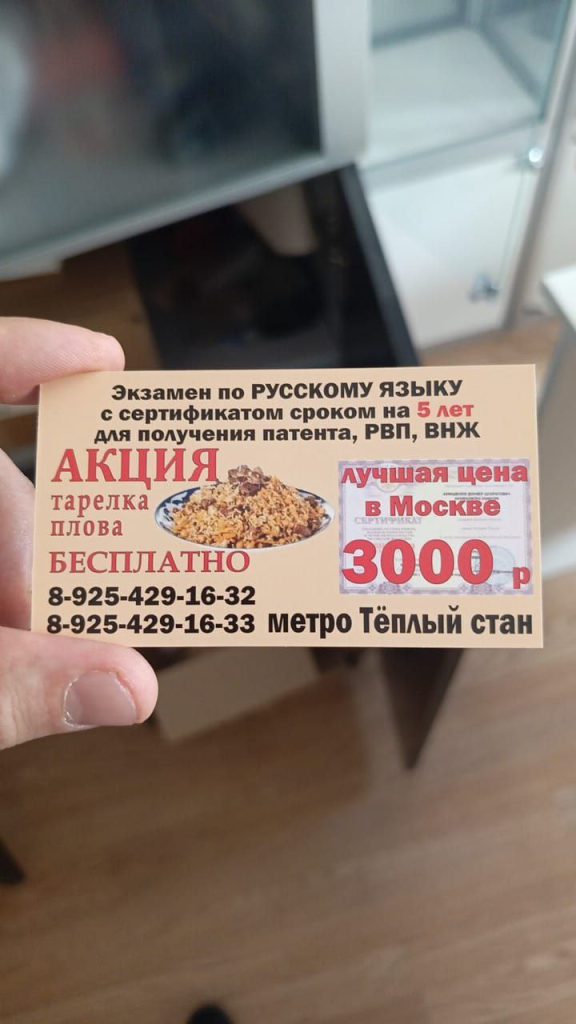 Экзамен по РУССКОМУ ЯЗЫКУ
с сертификатом сроком на 5 лет
для получения патента, РВП, ВНЖ
АКЦИЯ
тарелка
плова
БЕСПЛАТНО
лучшая цена
в Москве
СЕРТИФИКАТ
3000 р
8-925-429-16-32
8-925-429-16-33 метро Тёплый стан